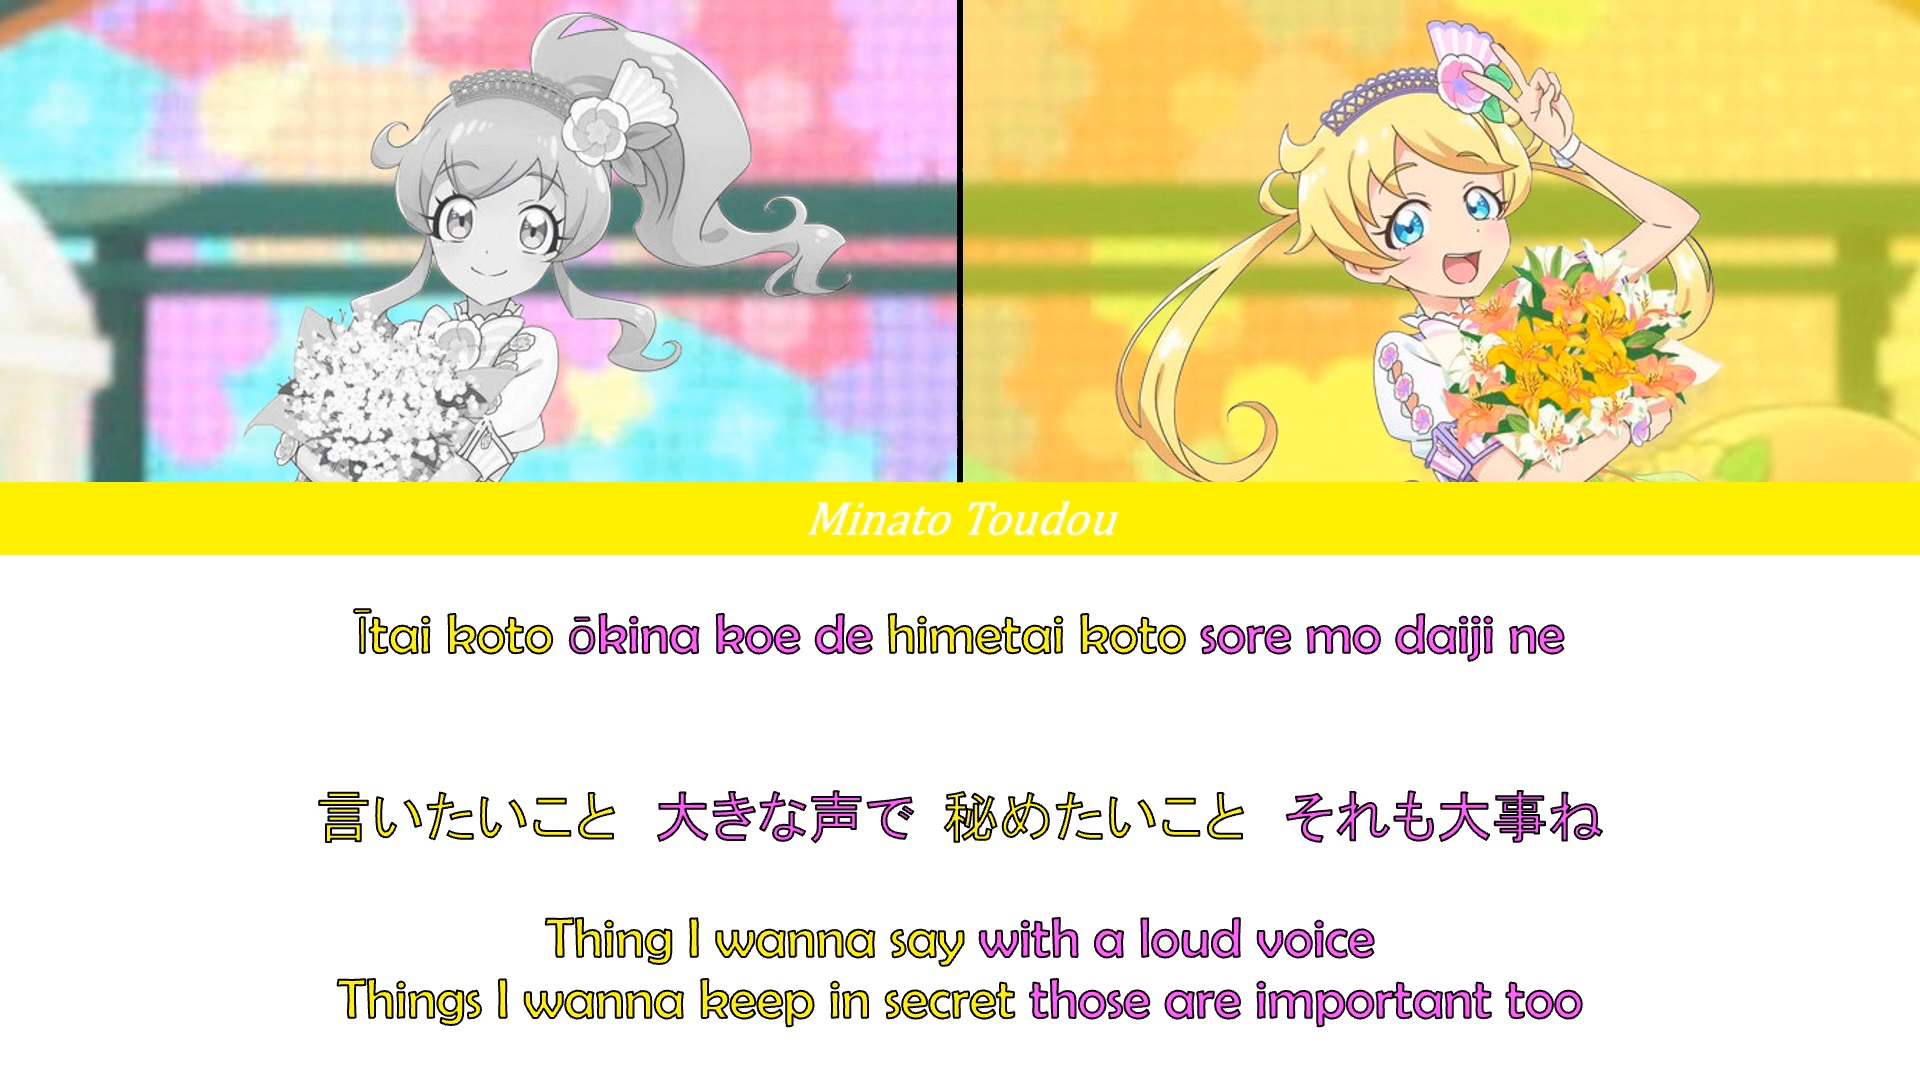 Minato Toudou
Ītai koto ōkina koe de himetai koto sore mo daiji ne
言いたいこと 大きな声で 秘めたいこと それも大事ね
Thing I wanna say with a loud voice
Things I wanna keep in secret those are important too